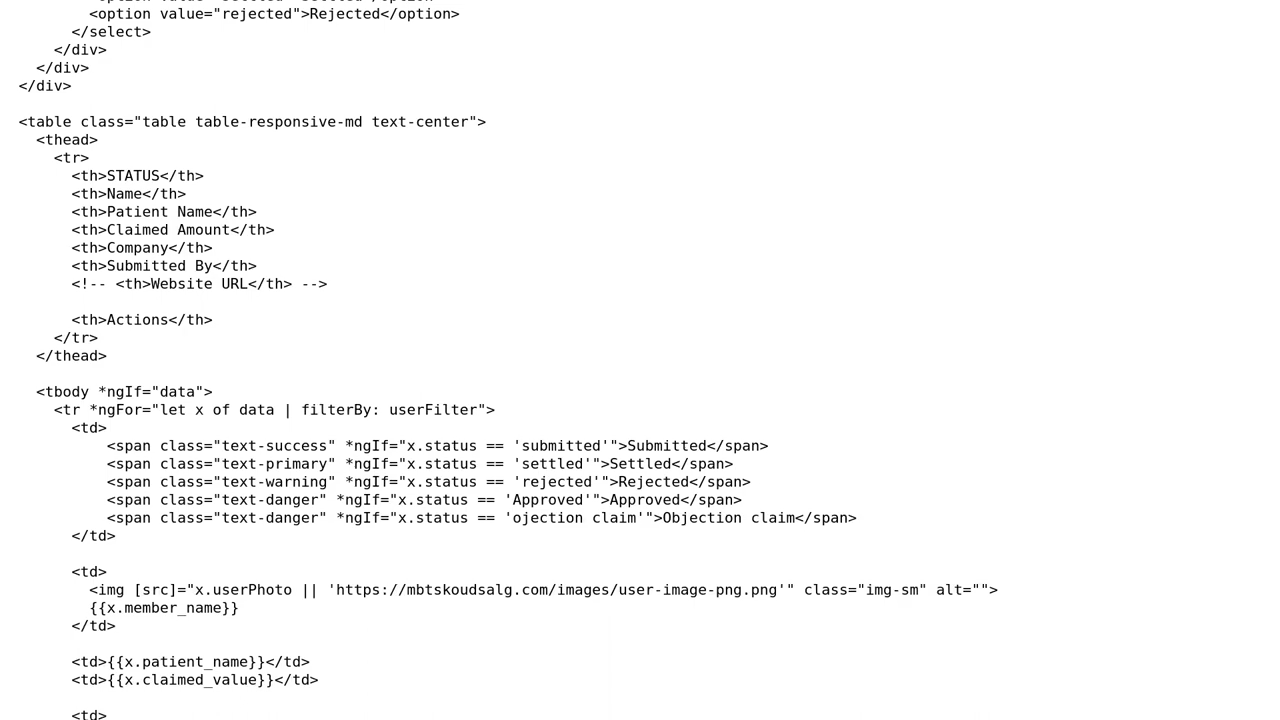 <option value="rejected">Rejected</option>
</select>
</div>
</div>
</div>
<table class="table table-responsive-md text-center">
<thead>
<tr>
<th>STATUS</th>
<th>Name</th>
<th>Patient Name</th>
<th>Claimed Amount</th>
<th>Company</th>
<th>Submitted By</th>
<!-- <th>Website URL</th> -->
<th>Actions</th>
</tr>
</thead>
<tbody *ngIf="data">
<tr *ngFor="let x of data | filterBy: userFilter">
<td>
<span class="text-success" *ngIf="x.status == 'submitted'">Submitted</span>
<span class="text-primary" *ngIf="x.status == 'settled'">Settled</span>
<span class="text-warning" *ngIf="x.status == 'rejected'">Rejected</span>
<span class="text-danger" *ngIf="x.status == 'Approved'">Approved</span>
<span class="text-danger" *ngIf="x.status == 'ojection claim'">Objection claim</span>
</td>
<td>
<img [src]="x.userPhoto || 'https://mbtskoudsalg.com/images/user-image-png.png'" class="img-sm" alt="">
{{x.member_name}}
</td>
<td>{{x.patient_name}}</td>
<td>{{x.claimed_value}}</td>
<td>